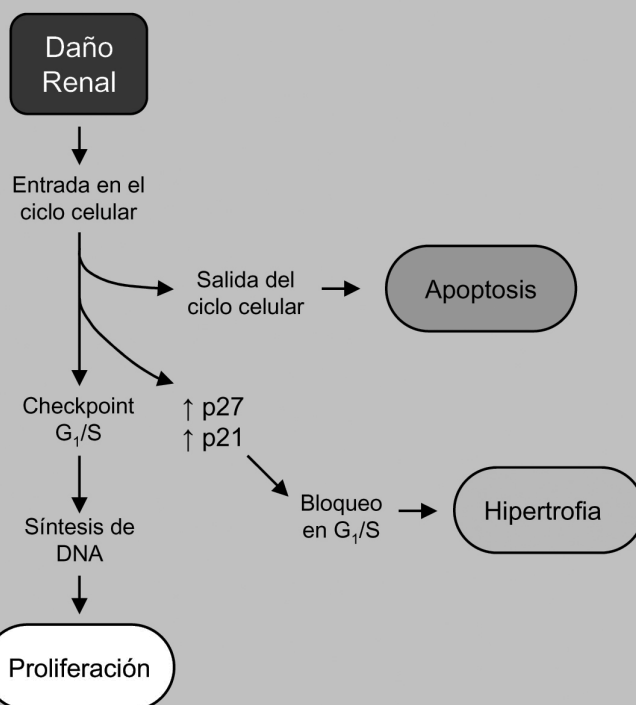 Daño
Renal
Entrada en el
ciclo celular
Salida del
ciclo celular
Apoptosis
Checkpoint
G₁/S
↑ p27
↑ p21
Bloqueo
en G₁/S
Hipertrofia
Síntesis de
DNA
Proliferación